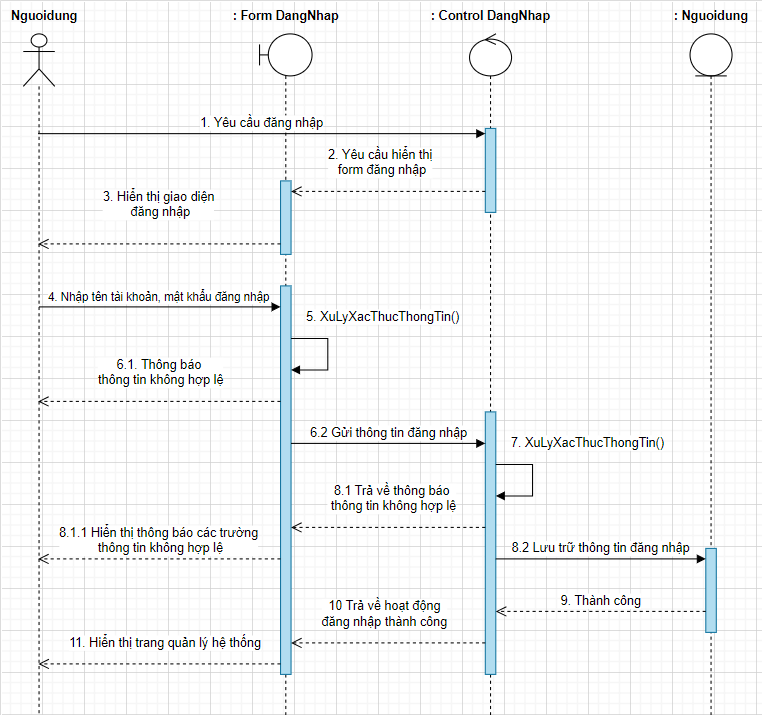 Nguoidung
: Form DangNhap
: Control DangNhap
: Nguoidung
1. Yêu cầu đăng nhập
2. Yêu cầu hiển thị
form đăng nhập
3. Hiển thị giao diện
đăng nhập
4. Nhập tên tài khoản, mật khẩu đăng nhập
5. XuLyXacThucThongTin()
6.1. Thông báo
thông tin không hợp lệ
6.2 Gửi thông tin đăng nhập
7. XuLyXacThucThongTin()
8.1 Trả về thông báo
thông tin không hợp lệ
8.1.1 Hiển thị thông báo các trường
thông tin không hợp lệ
8.2 Lưu trữ thông tin đăng nhập
9. Thành công
10 Trả về hoạt động
đăng nhập thành công
11. Hiển thị trang quản lý hệ thống